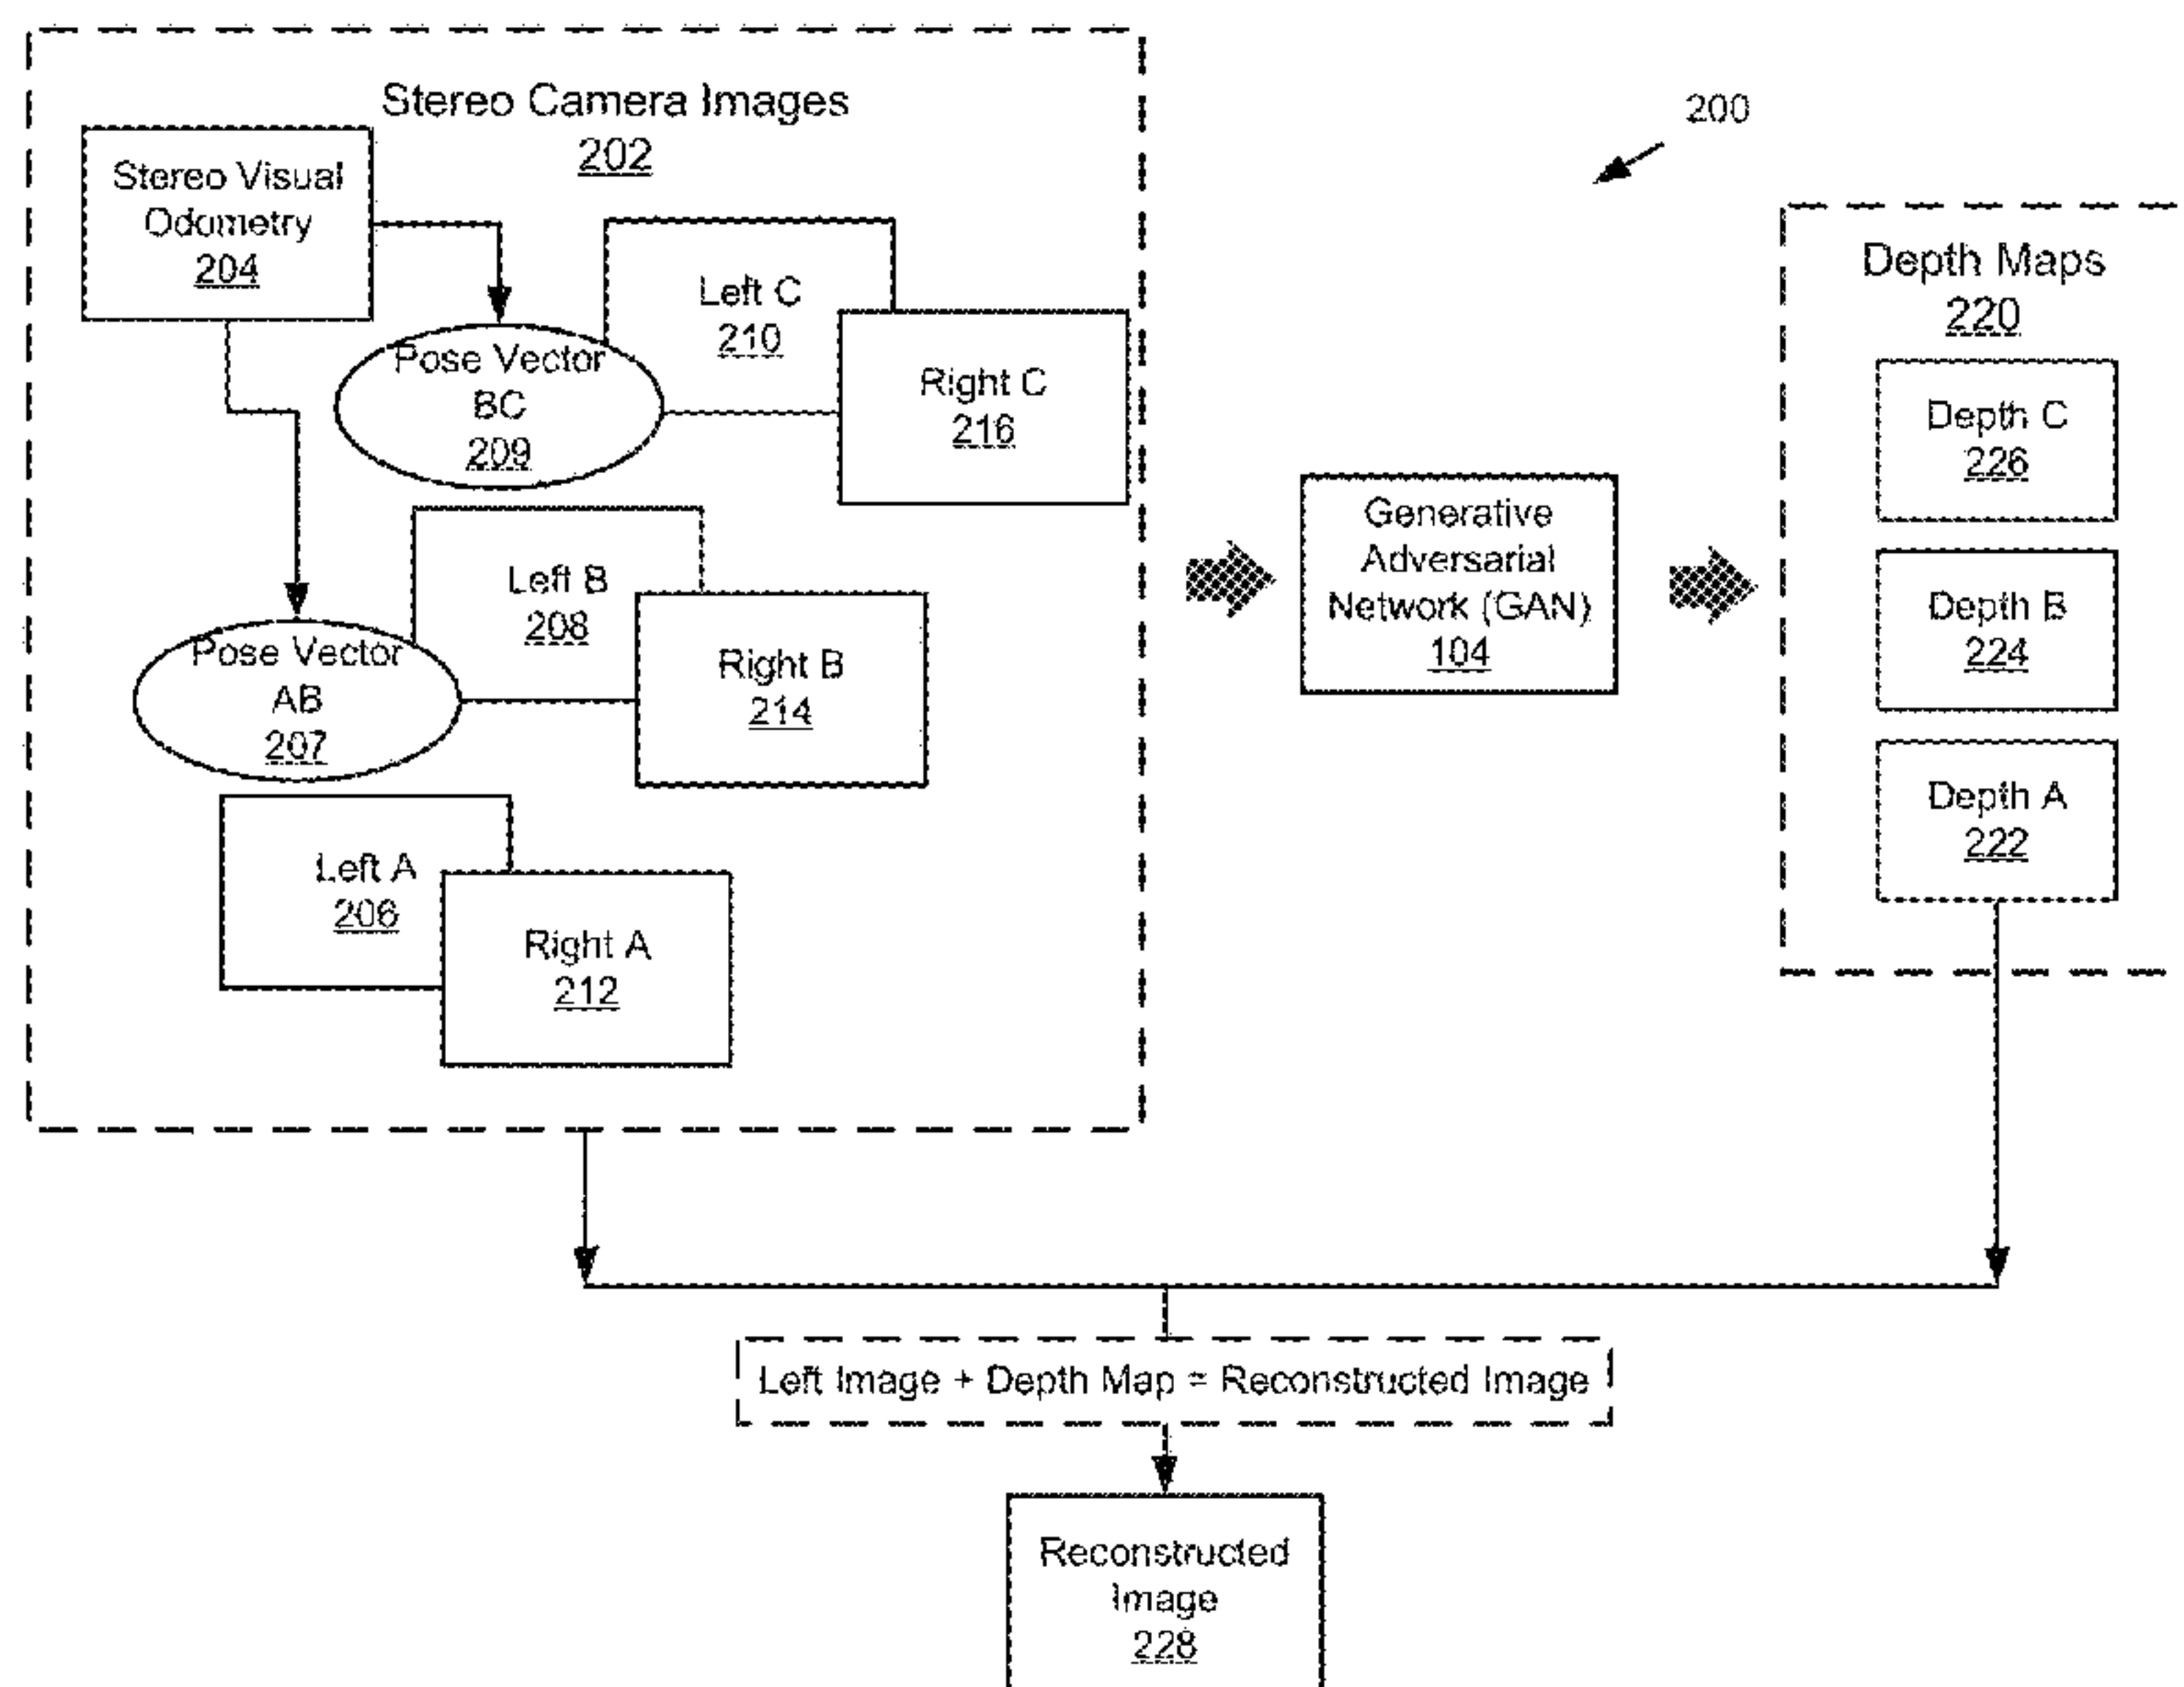 Stereo Camera Images
202
200
Stereo Visual
Odometry
204
Left C
210
Pose Vector
BC
209
Right C
216
Left B
208
Pose Vector
AB
207
Right B
214
Left A
206
Right A
212
Generative
Adversarial
Network (GAN)
104
Depth Maps
220
Depth C
226
Depth B
224
Depth A
222
Left Image + Depth Map = Reconstructed Image
Reconstructed
Image
228